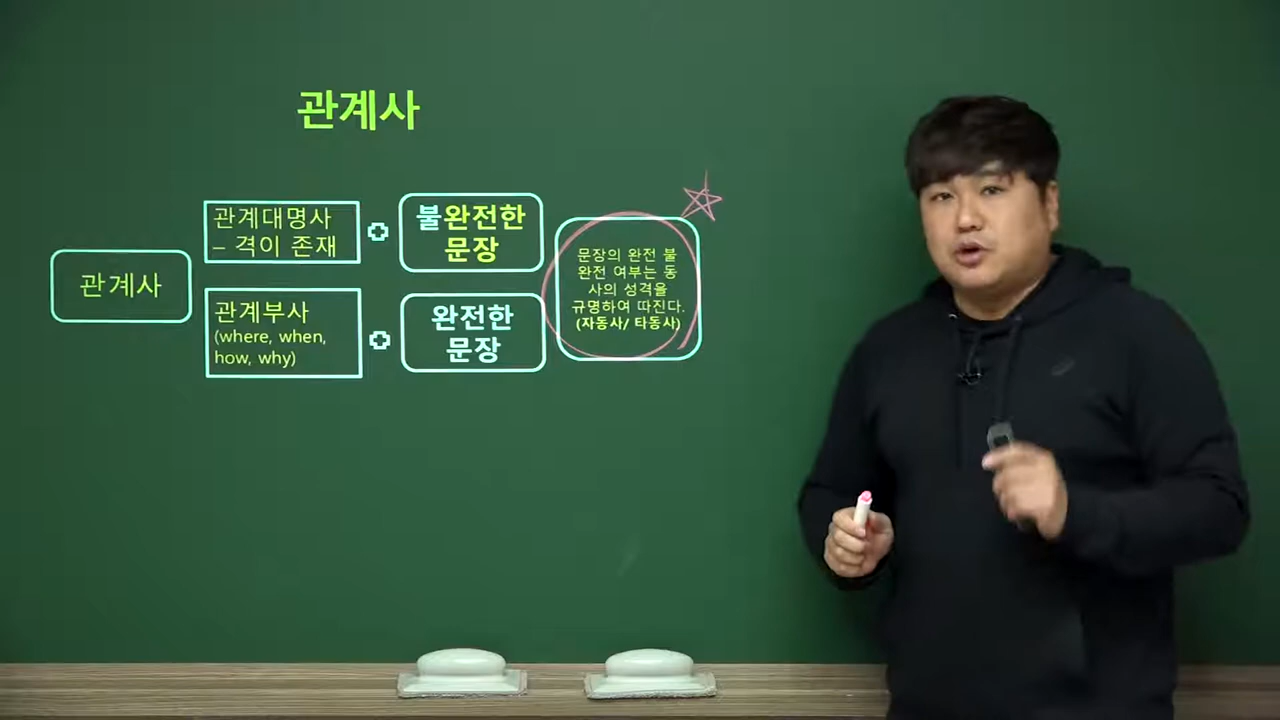 관계사
관계사
관계대명사
– 격이 존재
불완전한
문장
관계부사
(where, when,
how, why)
완전한
문장
문장의 완전 불
완전 여부는 동
사의 성격을
규명하여 따진다.
(자동사/ 타동사)